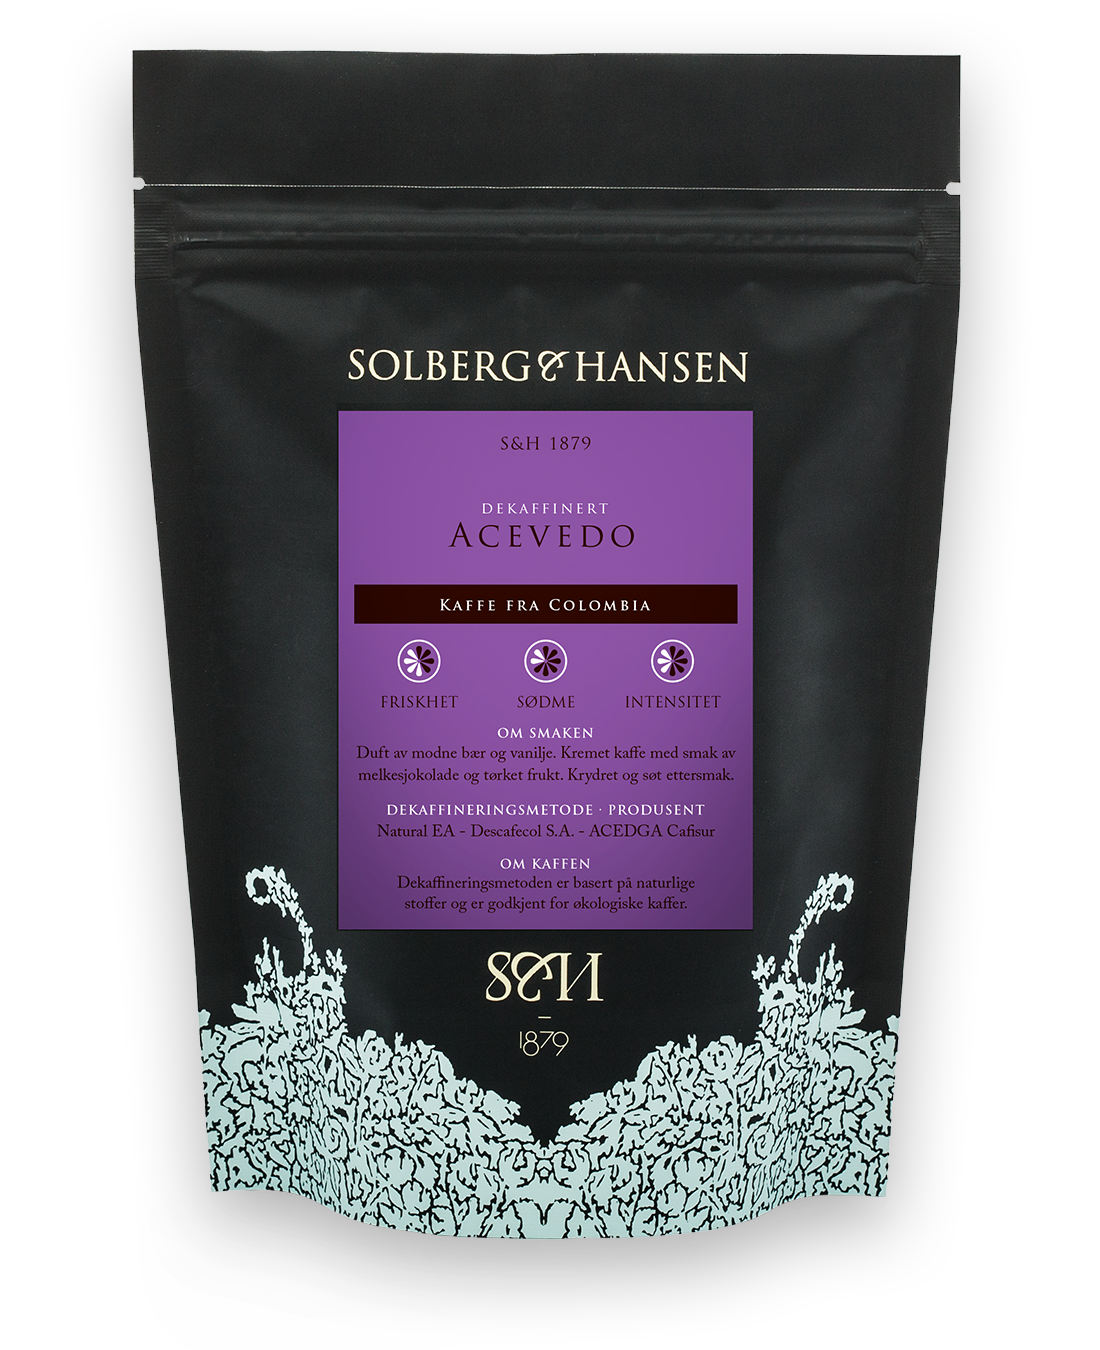 SOLBERG & HANSEN
S&H 1879
DEKAFFINERT
ACEVEDO
KAFFE FRA COLOMBIA
FRISKHET SØDME INTENSITET
OM SMAKEN
Duft av modne bær og vanilje. Kremet kaffe med smak av
melkesjokolade og tørket frukt. Krydret og søt ettersmak.
DEKAFFINERINGSMETODE · PRODUSENT
Natural EA - Descafecol S.A. - ACEDGA Cafisur
OM KAFFEN
Dekaffineringsmetoden er basert på naturlige
stoffer og er godkjent for økologiske kaffer.
S&H
1879